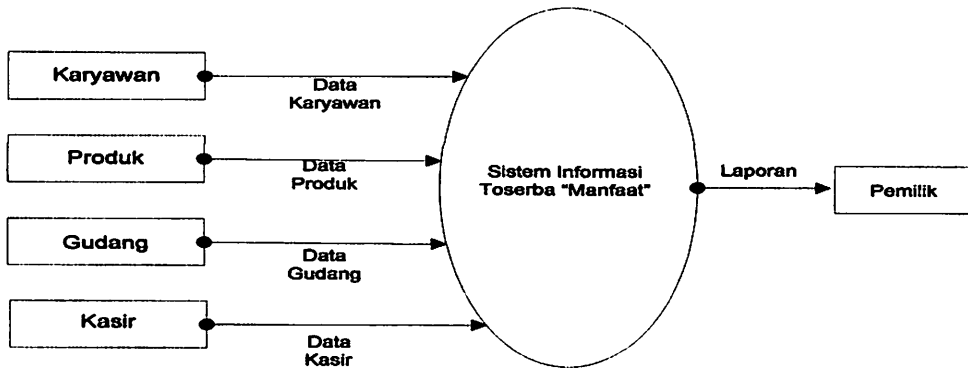 Karyawan
Data
Karyawan
Produk
Data
Produk
Gudang
Data
Gudang
Kasir
Data
Kasir
Sistem Informasi
Toserba "Manfaat"
Laporan
Pemilik